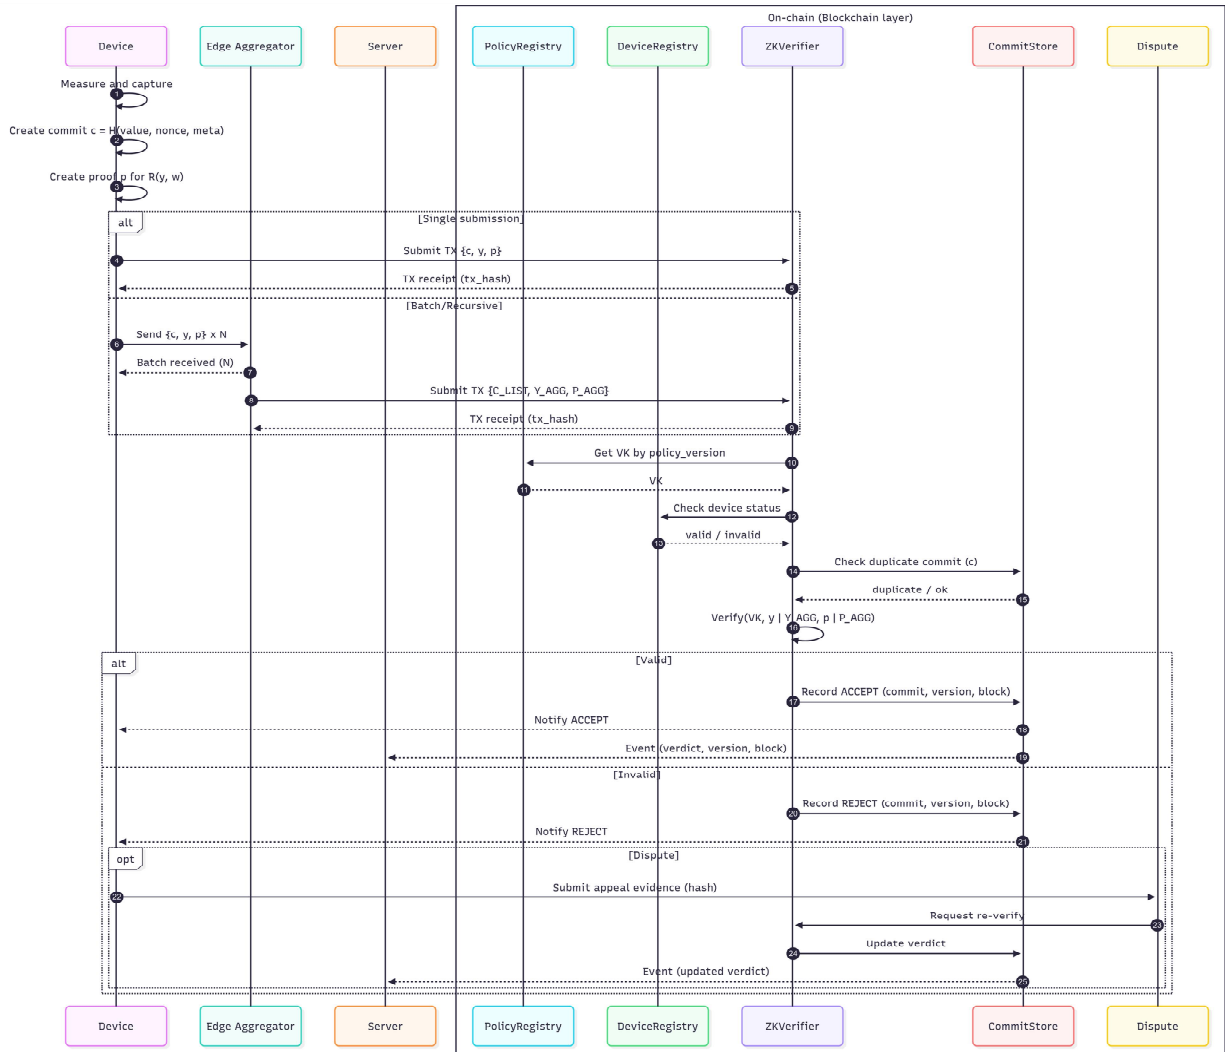 On-chain (Blockchain layer)
Device
Edge Aggregator
Server
PolicyRegistry
DeviceRegistry
ZKVerifier
CommitStore
Dispute
Measure and capture
1
Create commit c = H(value, nonce, meta)
2
Create proof p for R(y, w)
3
alt
[Single submission]
Submit TX {c, y, p}
4
TX receipt (tx_hash)
5
[Batch/Recursive]
Send {c, y, p} x N
6
Batch received (N)
7
Submit TX {C_LIST, Y_AGG, P_AGG}
8
TX receipt (tx_hash)
9
Get VK by policy_version
10
VK
11
Check device status
12
valid / invalid
13
Check duplicate commit (c)
14
duplicate / ok
15
Verify(VK, y | Y_AGG, p | P_AGG)
16
alt
[Valid]
Record ACCEPT (commit, version, block)
17
Notify ACCEPT
18
Event (verdict, version, block)
19
[Invalid]
Record REJECT (commit, version, block)
20
Notify REJECT
21
opt
[Dispute]
Submit appeal evidence (hash)
22
Request re-verify
23
Update verdict
24
Event (updated verdict)
25
Device
Edge Aggregator
Server
PolicyRegistry
DeviceRegistry
ZKVerifier
CommitStore
Dispute